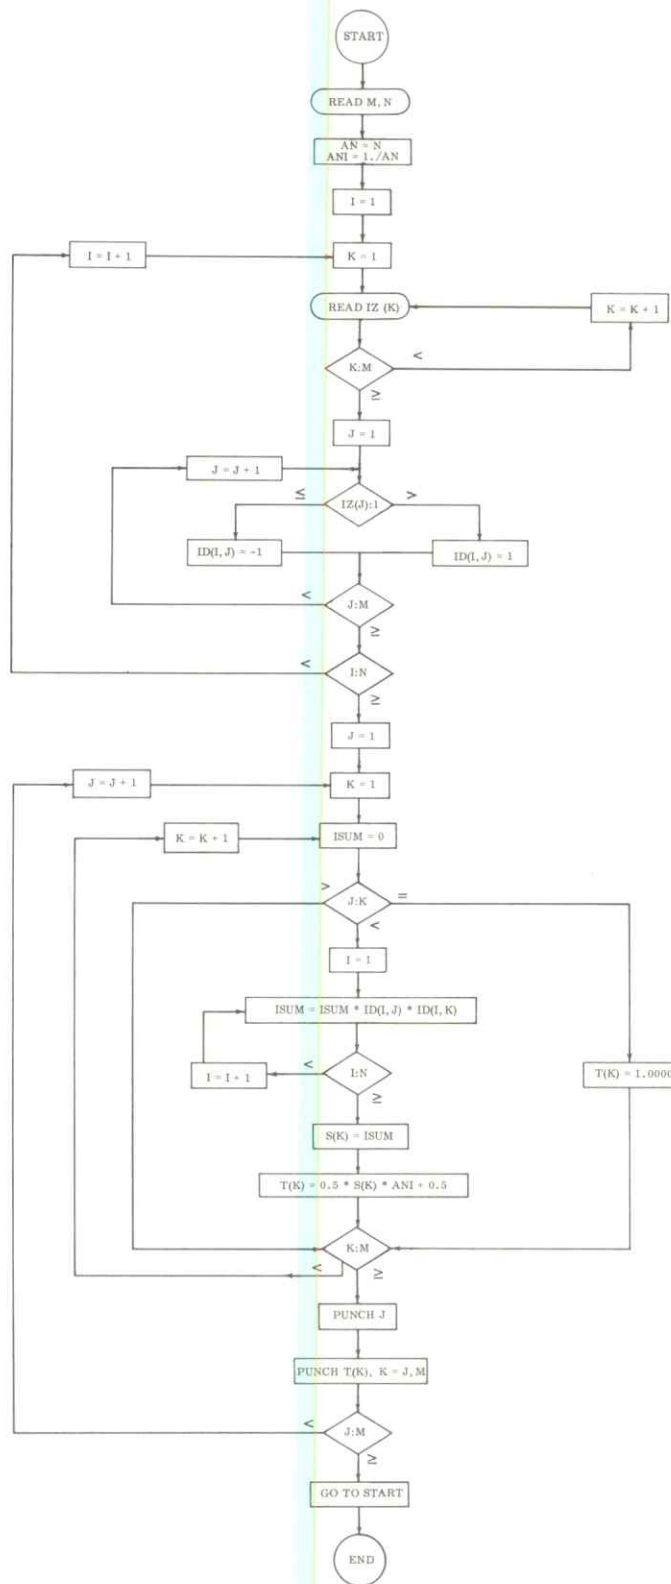 START
READ M, N
AN = N
ANI = 1./AN
I = 1
I = I + 1
K = 1
READ IZ (K)
K = K + 1
K:M
<
≥
J = 1
J = J + 1
≤
IZ(J):1
>
ID(I, J) = -1
ID(I, J) = 1
<
J:M
≥
<
I:N
≥
J = 1
J = J + 1
K = 1
K = K + 1
ISUM = 0
>
J:K
=
<
I = 1
ISUM = ISUM * ID(I, J) * ID(I, K)
I = I + 1
<
I:N
≥
T(K) = 1.0000
S(K) = ISUM
T(K) = 0.5 * S(K) * ANI + 0.5
K:M
<
≥
PUNCH J
PUNCH T(K), K = J, M
<
J:M
≥
GO TO START
END